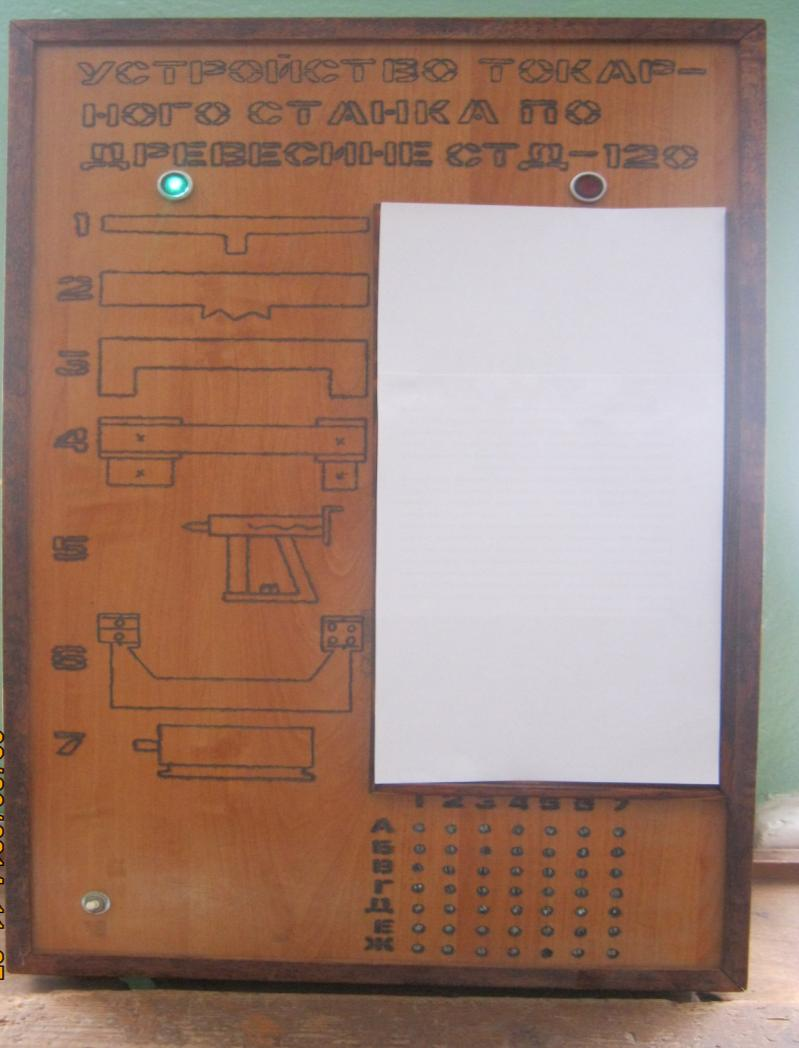 УСТРОЙСТВО ТОКАР-
НОГО СТАНКА ПО
ДРЕВЕСИНЕ СТД-120
1
2
3
4
5
6
7
1 2 3 4 5 6 7
А
Б
В
Г
Д
Е
Ж